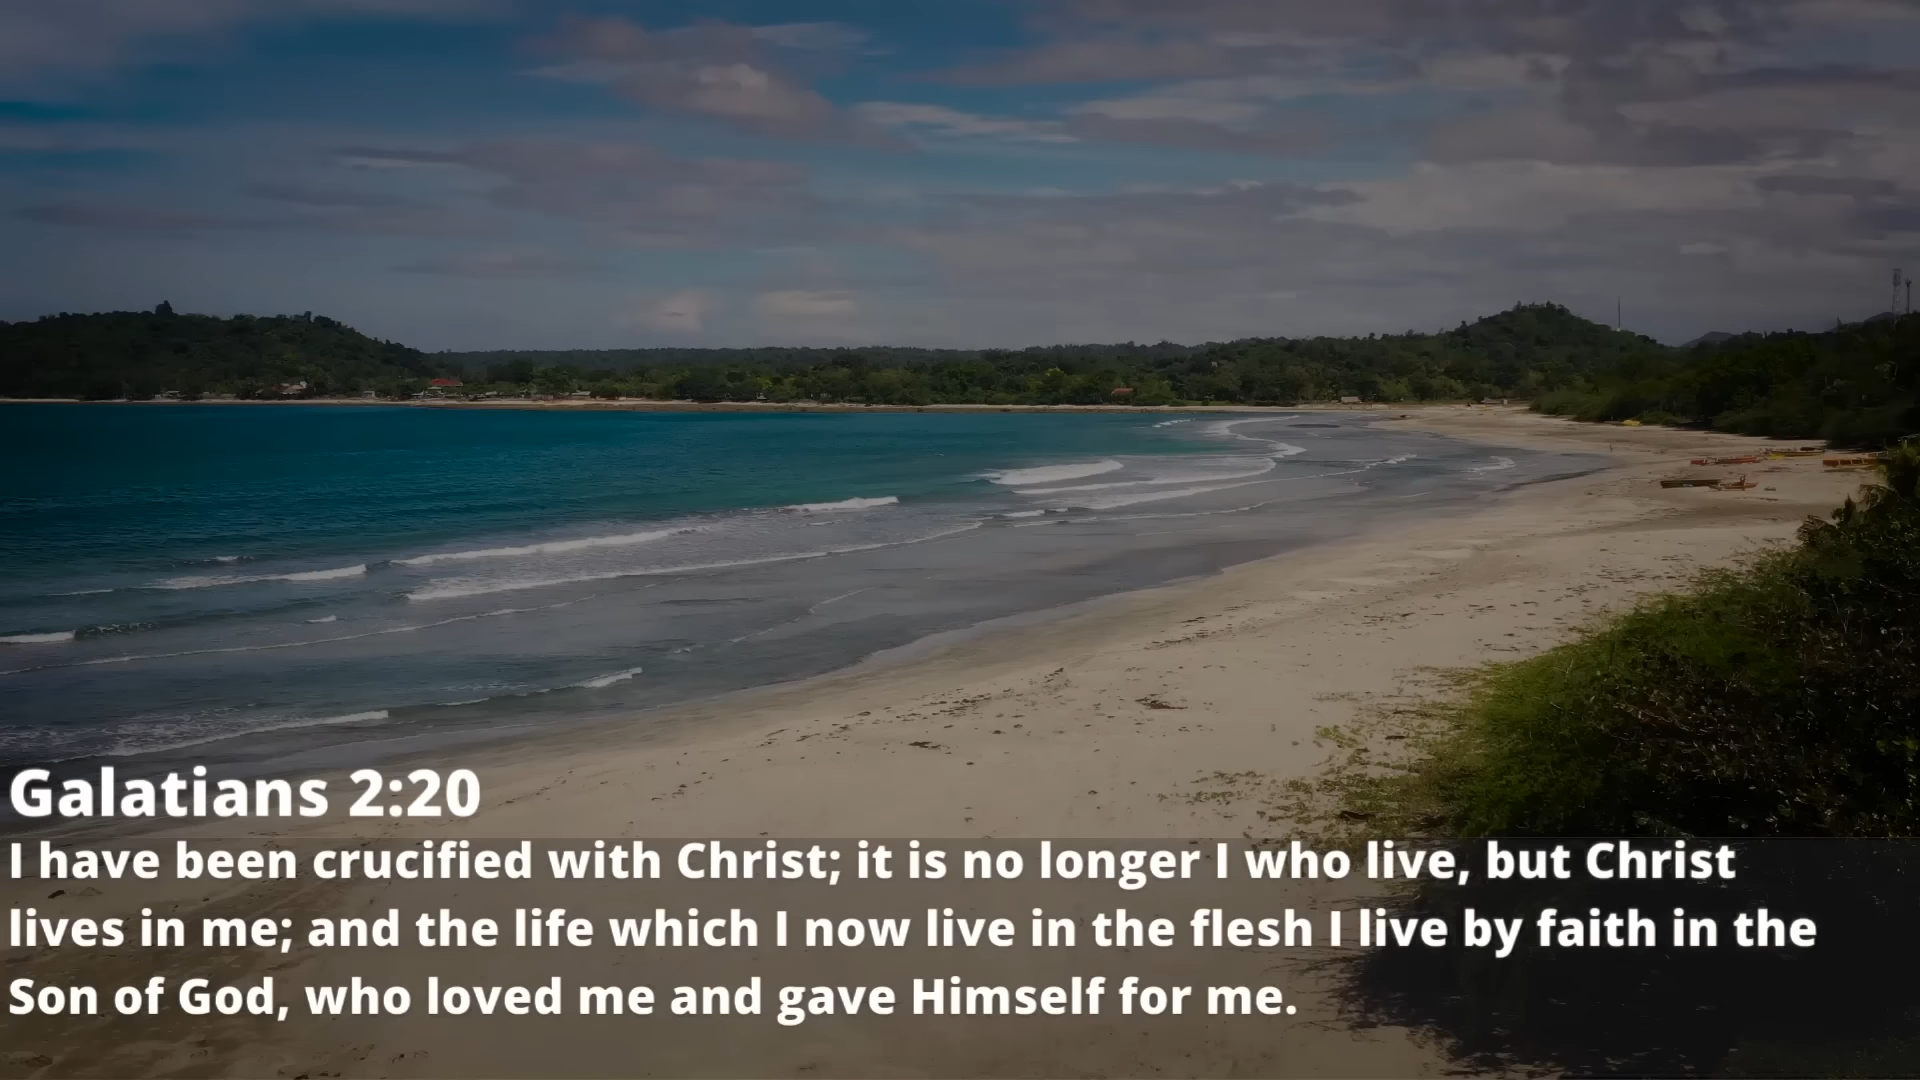 Galatians 2:20
I have been crucified with Christ; it is no longer I who live, but Christ
lives in me; and the life which I now live in the flesh I live by faith in the
Son of God, who loved me and gave Himself for me.